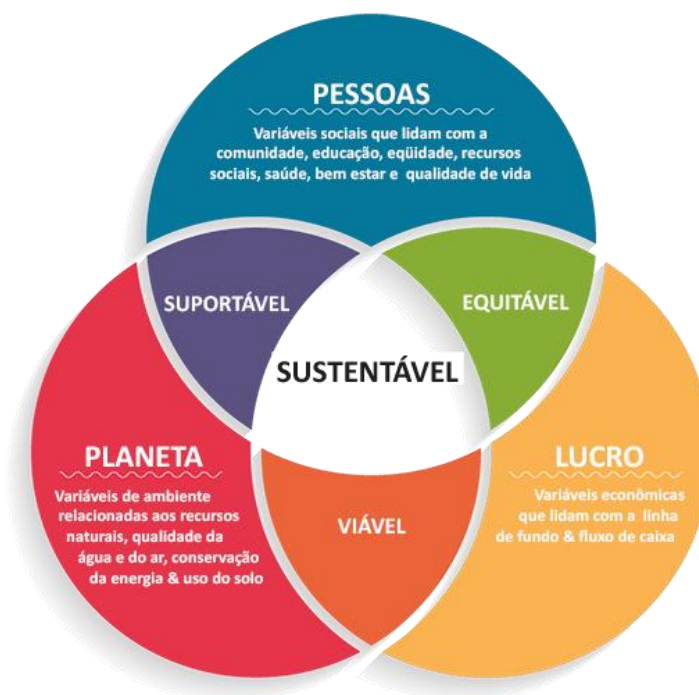 PESSOAS
Variáveis sociais que lidam com a
comunidade, educação, eqüidade, recursos
sociais, saúde, bem estar e qualidade de vida
SUPORTÁVEL
EQUITÁVEL
SUSTENTÁVEL
PLANETA
Variáveis de ambiente
relacionadas aos recursos
naturais, qualidade da
água e do ar, conservação
da energia & uso do solo
LUCRO
Variáveis econômicas
que lidam com a linha
de fundo & fluxo de caixa
VIÁVEL